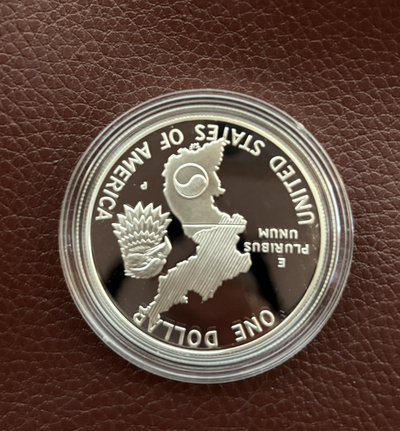 UNITED STATES OF AMERICA
P
E
PLURIBUS
UNUM
ONE DOLLAR